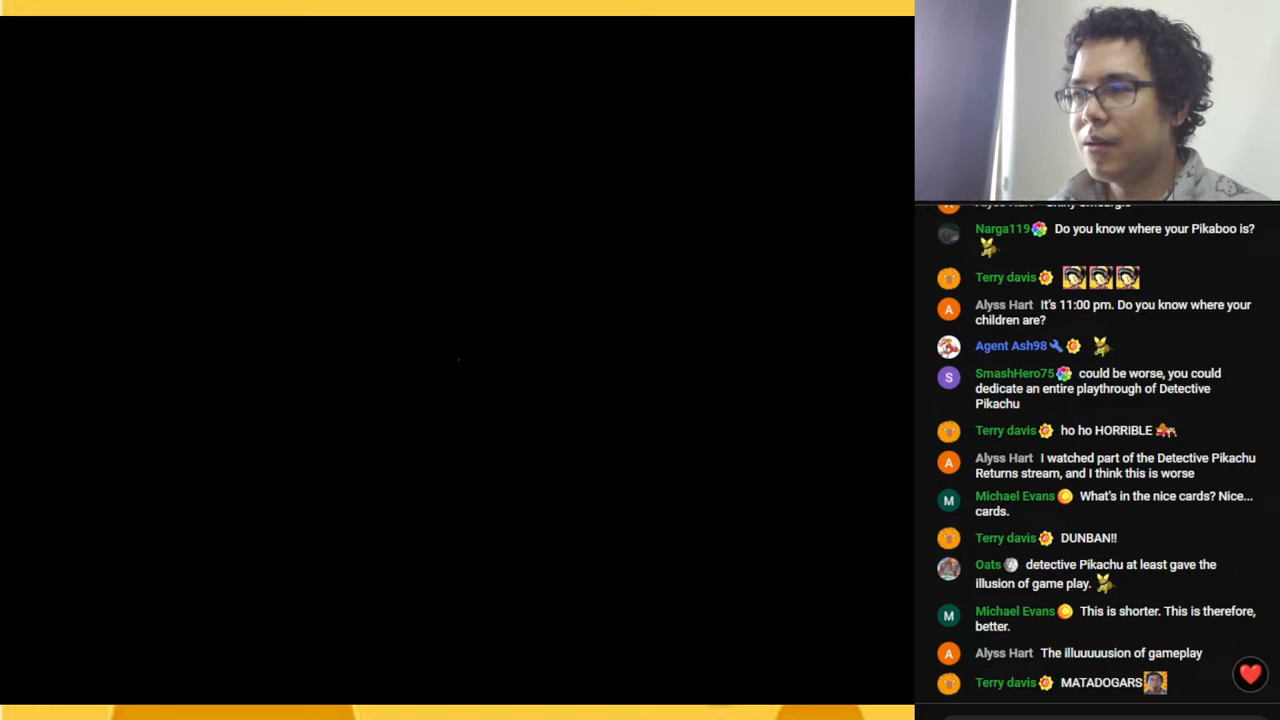 Narga119 Do you know where your Pikaboo is?
Terry davis
A Alyss Hart It's 11:00 pm. Do you know where your
children are?
Agent Ash98
S SmashHero75 could be worse, you could
dedicate an entire playthrough of Detective
Pikachu
Terry davis ho ho HORRIBLE
A Alyss Hart I watched part of the Detective Pikachu
Returns stream, and I think this is worse
M Michael Evans What's in the nice cards? Nice...
cards.
Terry davis DUNBAN!!
Oats detective Pikachu at least gave the
illusion of game play.
M Michael Evans This is shorter. This is therefore,
better.
A Alyss Hart The illuuuuusion of gameplay
Terry davis MATADOGARS